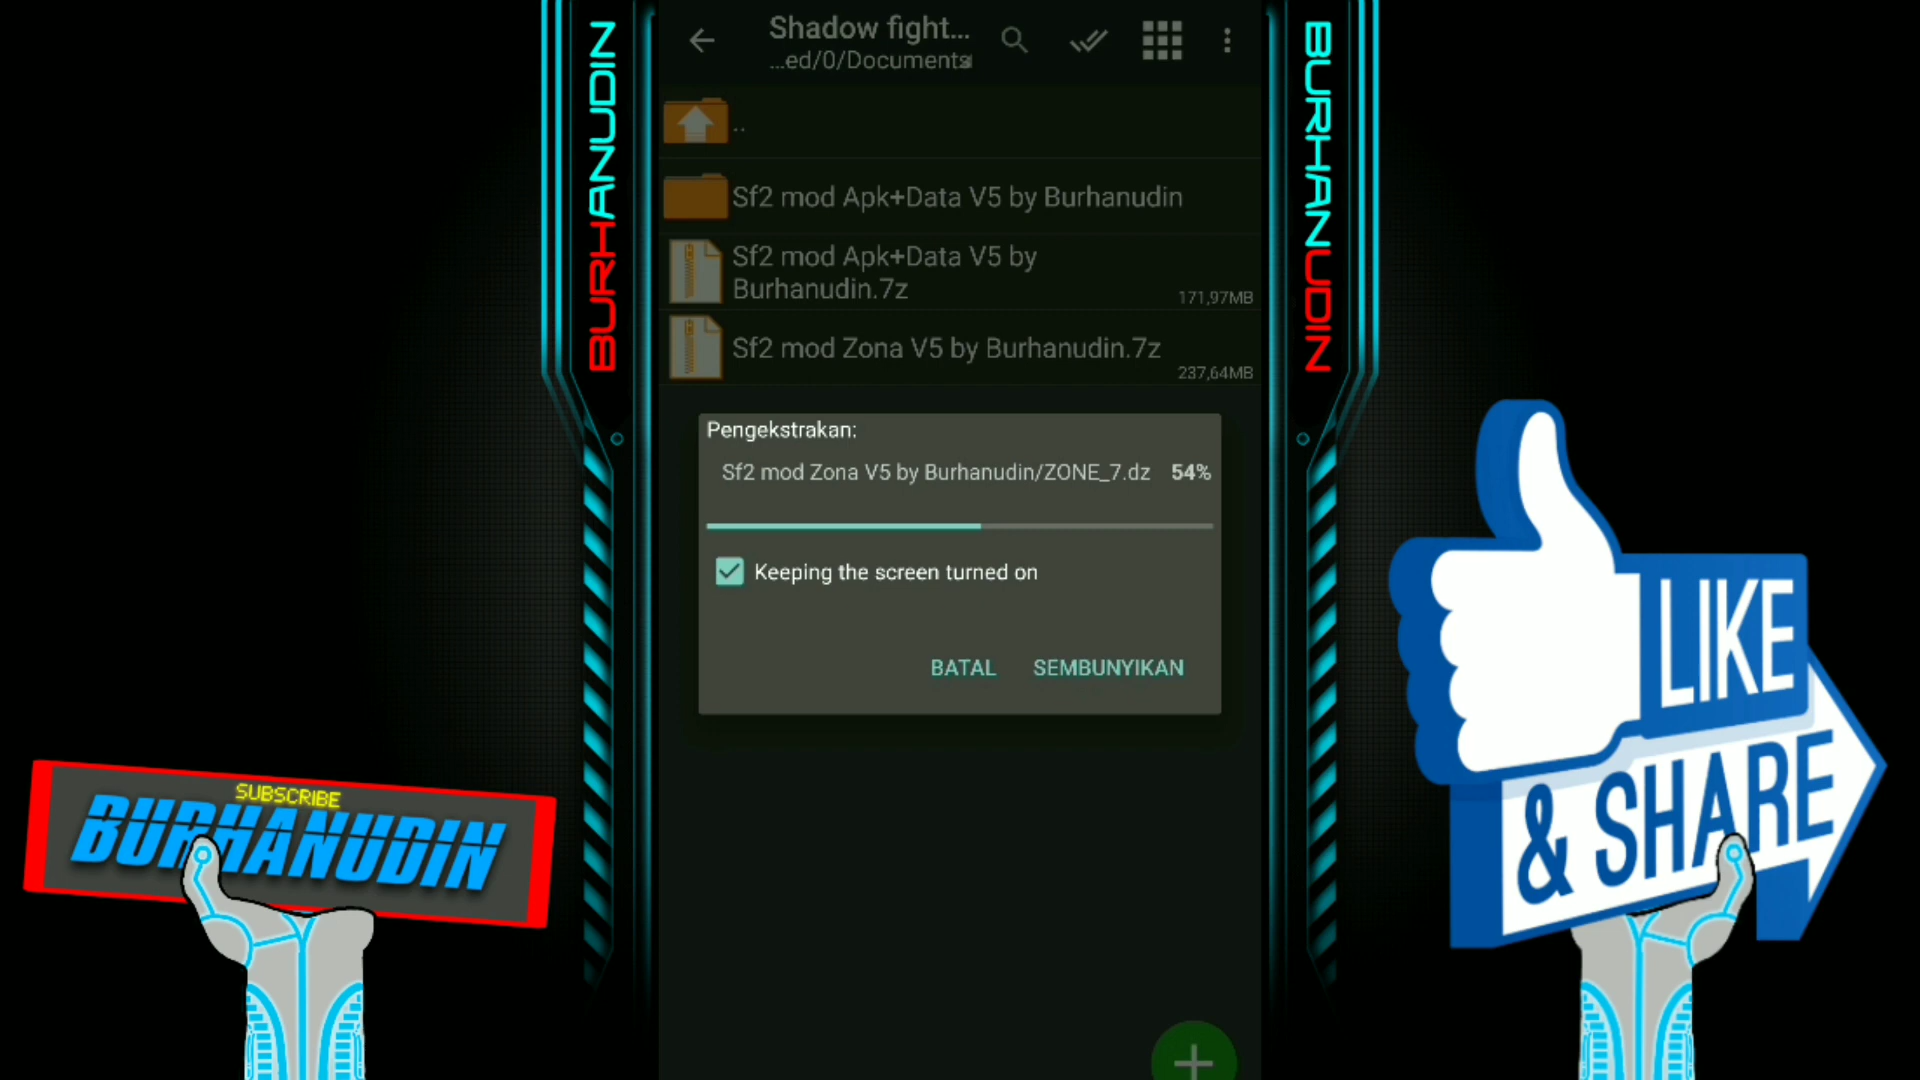 BURHANUDIN
Shadow fight...
...ed/0/Documents
..
Sf2 mod Apk+Data V5 by Burhanudin
Sf2 mod Apk+Data V5 by
Burhanudin.7z
171,97MB
Sf2 mod Zona V5 by Burhanudin.7z
237,64MB
Pengekstrakan:
Sf2 mod Zona V5 by Burhanudin/ZONE_7.dz 54%
Keeping the screen turned on
BATAL SEMBUNYIKAN
BURHANUDIN
SUBSCRIBE
BURHANUDIN
LIKE
& SHARE